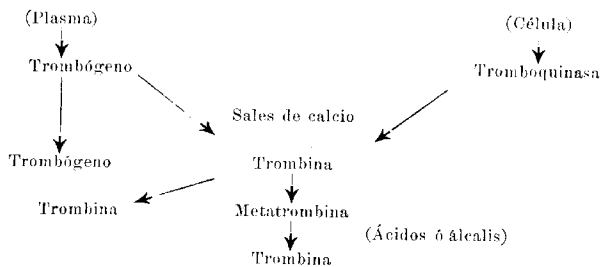 (Plasma)
(Célula)
Trombógeno
Tromboquinasa
Sales de calcio
Trombógeno
Trombina
Trombina
Metatrombina
(Ácidos ó álcalis)
Trombina